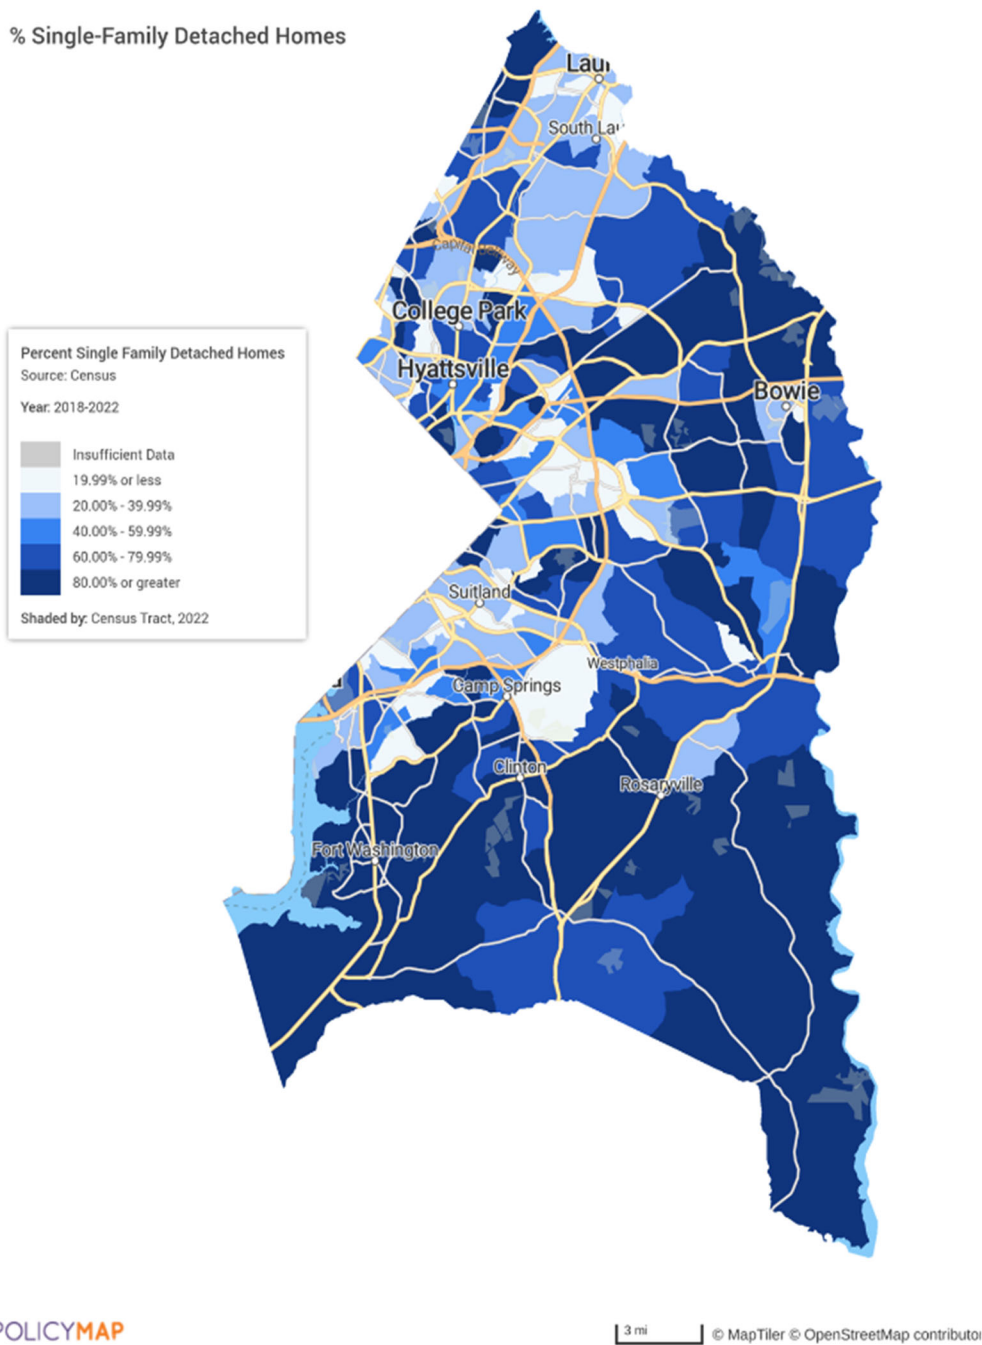 % Single-Family Detached Homes
Laur
South Lau
Capital Beltway
College Park
Hyattsville
Percent Single Family Detached Homes
Source: Census
Year: 2018-2022
Insufficient Data
19.99% or less
20.00% - 39.99%
40.00% - 59.99%
60.00% - 79.99%
80.00% or greater
Shaded by: Census Tract, 2022
Bowie
Suitland
Westphalia
Camp Springs
Clinton
Rosaryville
Fort Washington
POLICYMAP
3 mi
© MapTiler © OpenStreetMap contributo